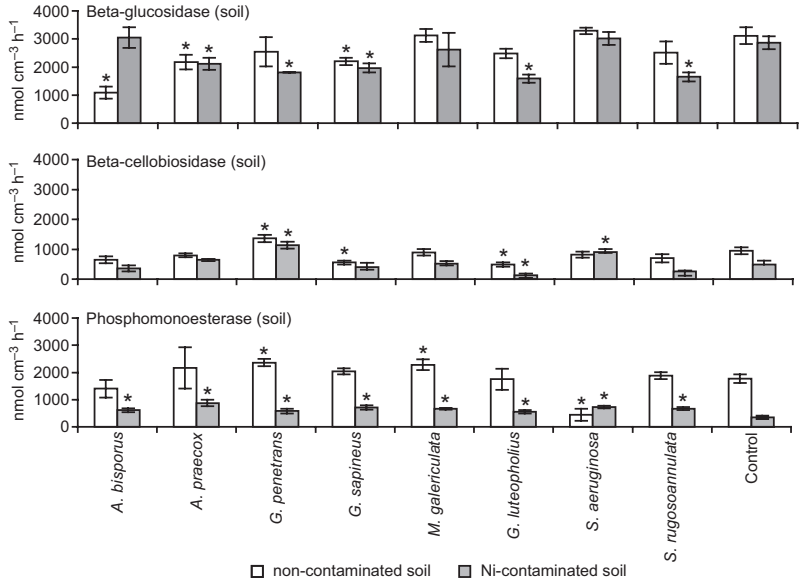 Beta-glucosidase (soil)
nmol cm⁻³ h⁻¹
4000
3000
2000
1000
0
* * * * * * * *
Beta-cellobiosidase (soil)
nmol cm⁻³ h⁻¹
4000
3000
2000
1000
0
* * * * * *
Phosphomonoesterase (soil)
nmol cm⁻³ h⁻¹
4000
3000
2000
1000
0
* * * * * * * * * * *
A. bisporus
A. praecox
G. penetrans
G. sapineus
M. galericulata
G. luteopholius
S. aeruginosa
S. rugosoannulata
Control
non-contaminated soil
Ni-contaminated soil